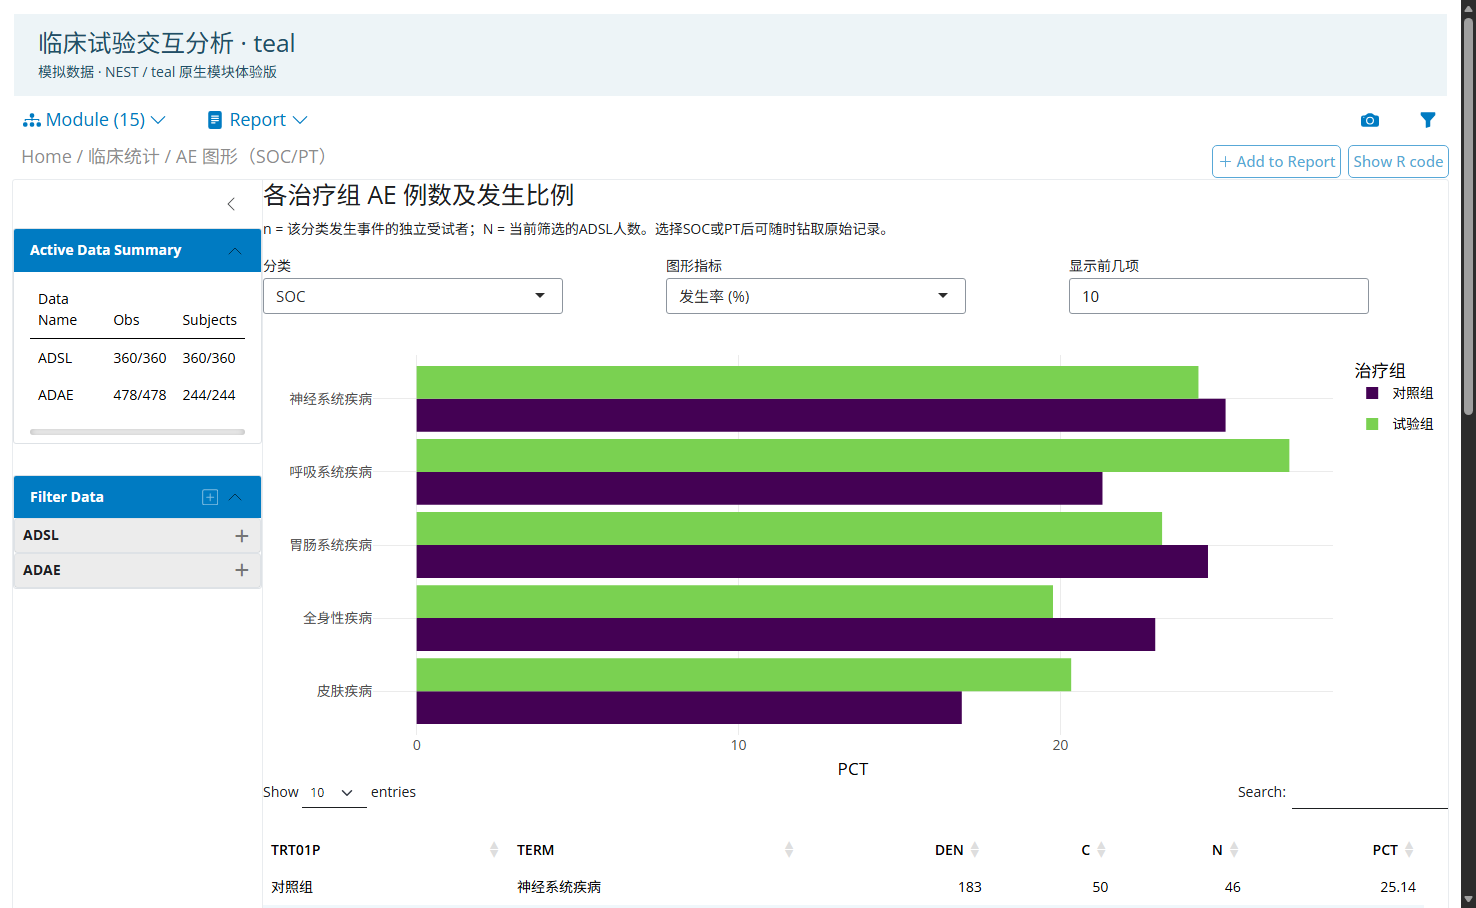 临床试验交互分析 · teal
模拟数据 · NEST / teal 原生模块体验版
Module (15)
Report
Home / 临床统计 / AE 图形（SOC/PT）
+ Add to Report
Show R code
Active Data Summary
Data Name Obs Subjects
ADSL 360/360 360/360
ADAE 478/478 244/244
Filter Data
ADSL
ADAE
各治疗组 AE 例数及发生比例
n = 该分类发生事件的独立受试者；N = 当前筛选的ADSL人数。选择SOC或PT后可随时钻取原始记录。
分类
SOC
图形指标
发生率 (%)
显示前几项
10
神经系统疾病
呼吸系统疾病
胃肠系统疾病
全身性疾病
皮肤疾病
0 10 20
PCT
治疗组
对照组
试验组
Show 10 entries
Search:
TRT01P TERM DEN C N PCT
对照组 神经系统疾病 183 50 46 25.14